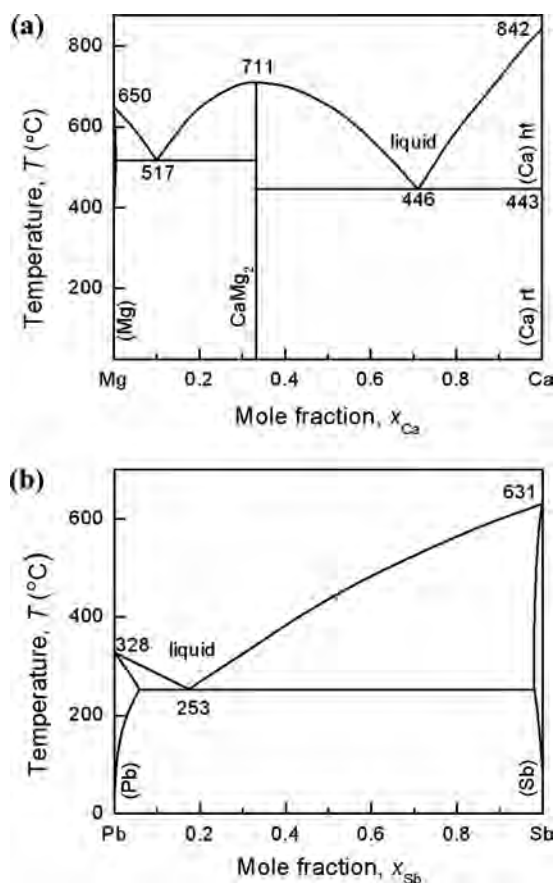 (a)
800
842
711
650
600
liquid
517
446
443
400
200
Temperature, T (°C)
(Mg)
CaMg₂
(Ca) ht
(Ca) rt
Mg 0.2 0.4 0.6 0.8 Ca
Mole fraction, x_Ca
(b)
631
600
400
328
liquid
253
200
0
Temperature, T (°C)
(Pb)
(Sb)
Pb 0.2 0.4 0.6 0.8 Sb
Mole fraction, x_Sb